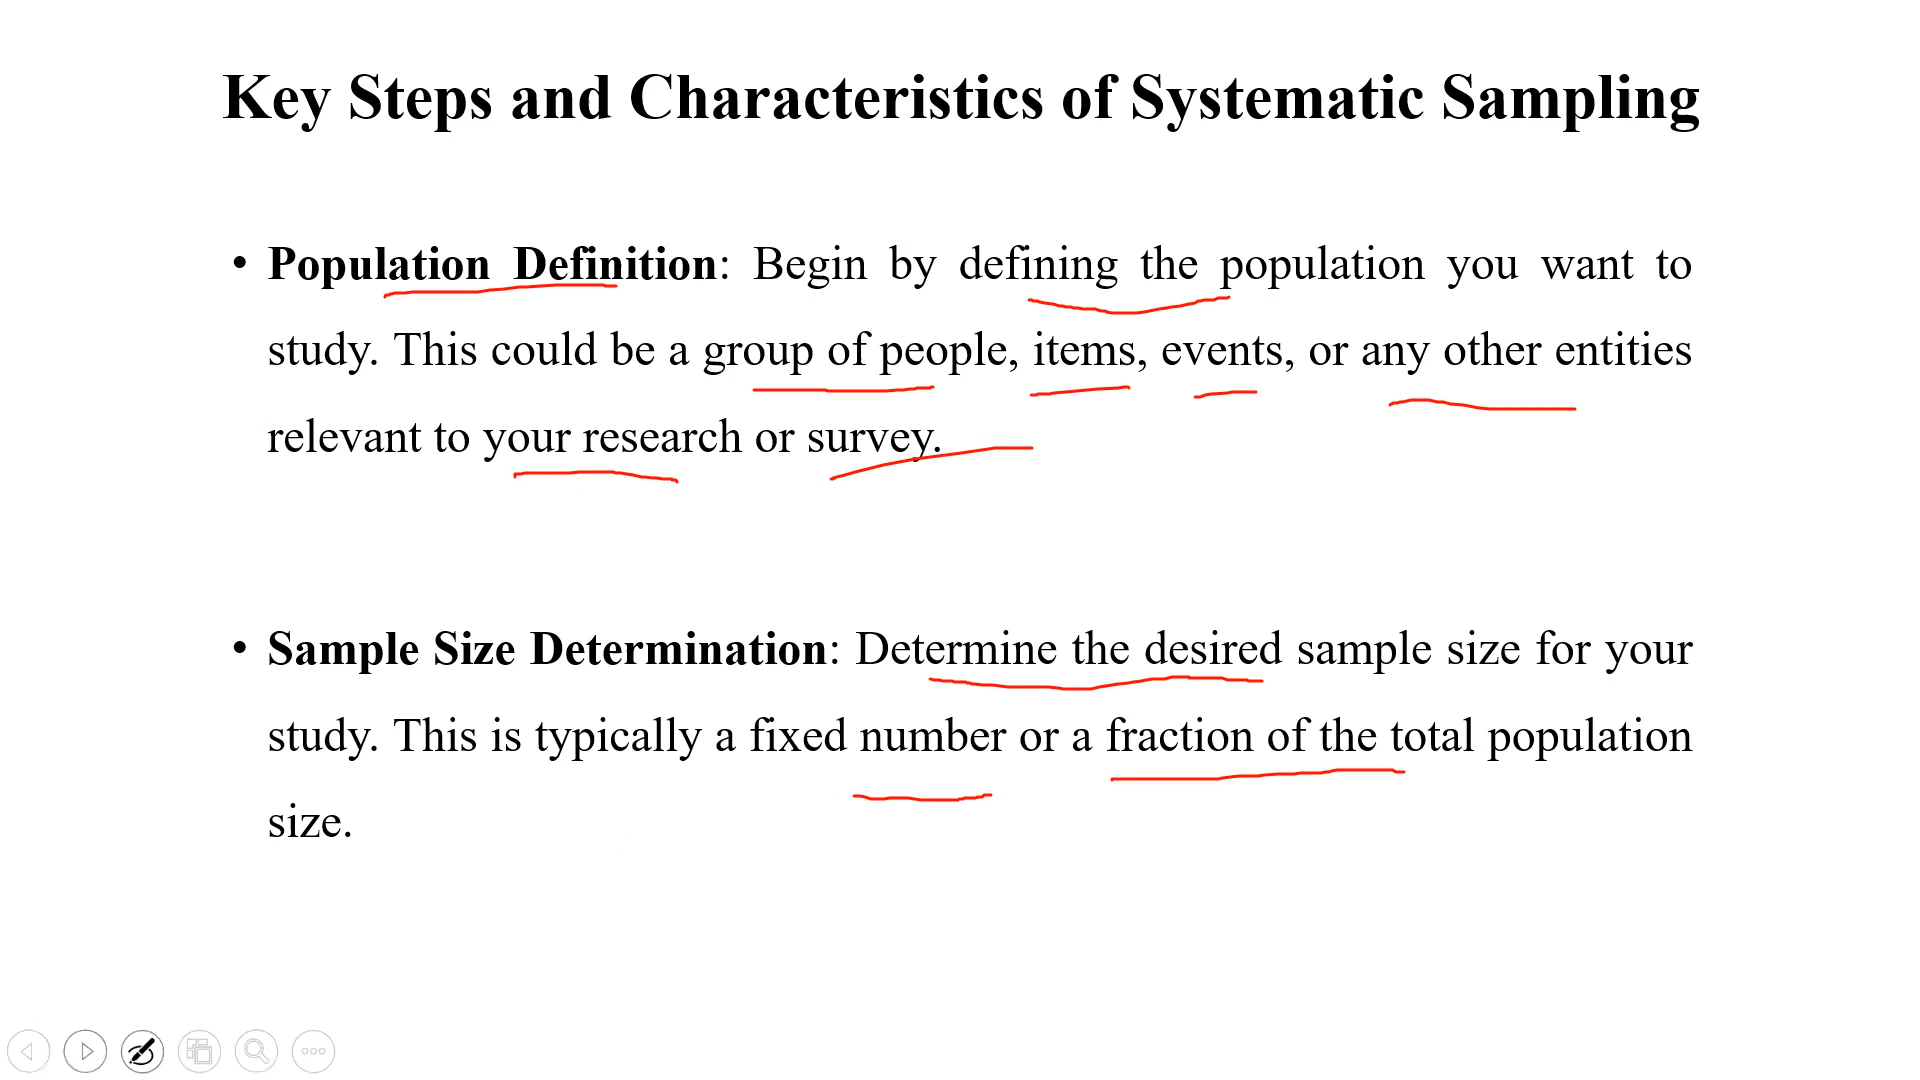 Key Steps and Characteristics of Systematic Sampling
• Population Definition: Begin by defining the population you want to
study. This could be a group of people, items, events, or any other entities
relevant to your research or survey.
• Sample Size Determination: Determine the desired sample size for your
study. This is typically a fixed number or a fraction of the total population
size.